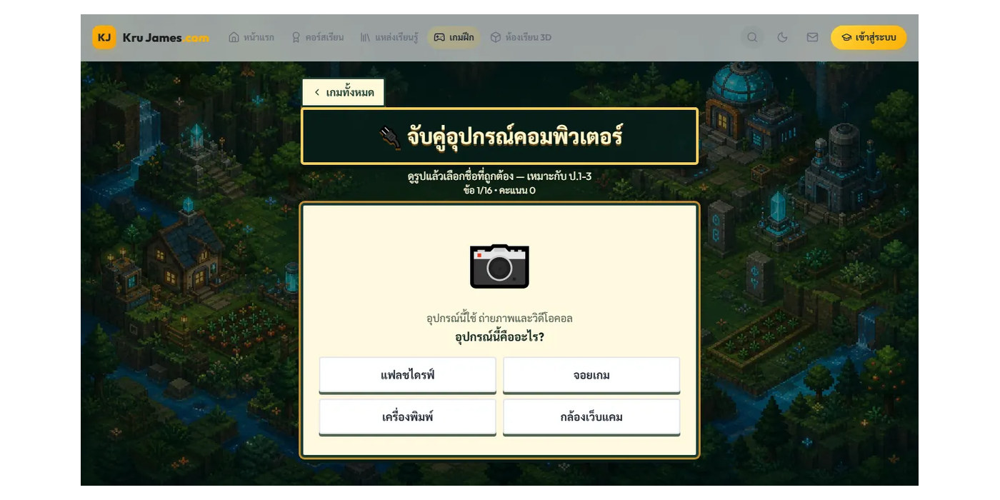 KJ Kru James.com หน้าแรก คอร์สเรียน แหล่งเรียนรู้ เกมฝึก ห้องเรียน 3D เข้าสู่ระบบ
เกมทั้งหมด
จับคู่อุปกรณ์คอมพิวเตอร์
ดูรูปแล้วเลือกชื่อที่ถูกต้อง — เหมาะกับ ป.1-3
ข้อ 1/16 • คะแนน 0
อุปกรณ์นี้ใช้ ถ่ายภาพและวิดีโอคอล
อุปกรณ์นี้คืออะไร?
แฟลชไดรฟ์ จอยเกม
เครื่องพิมพ์ กล้องเว็บแคม